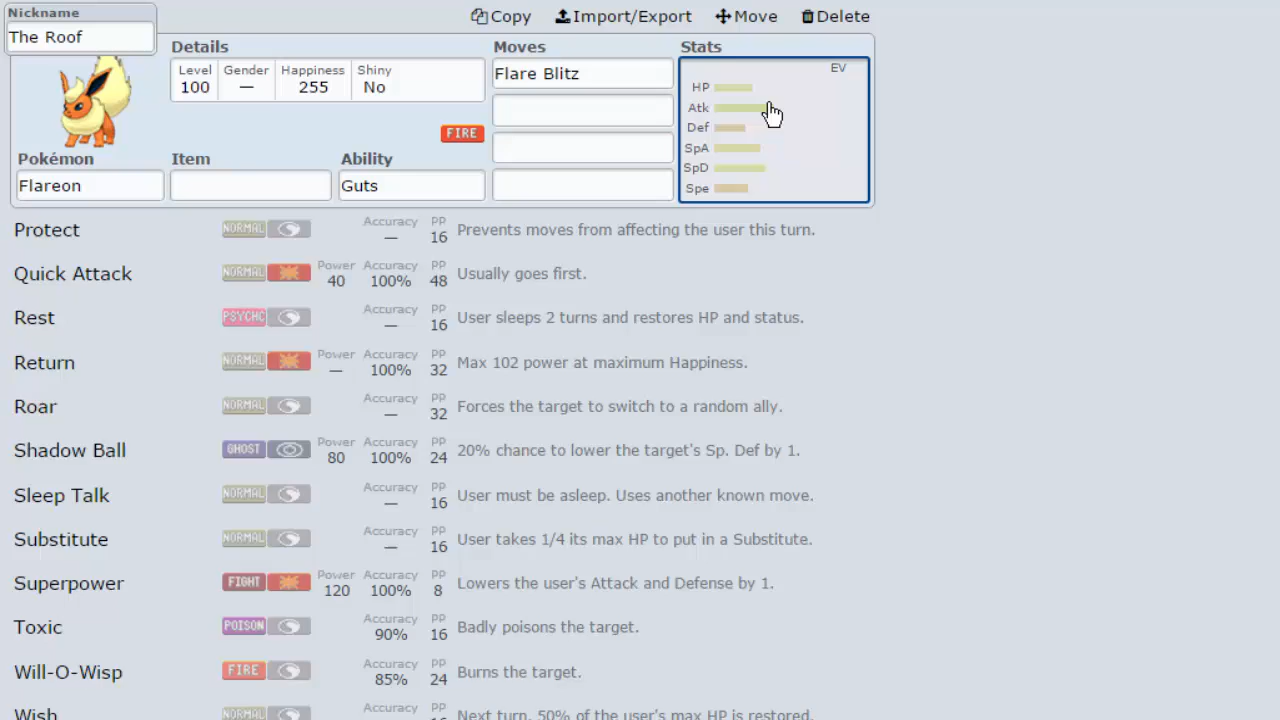 Nickname
The Roof
Copy Import/Export Move Delete
Details
Level Gender Happiness Shiny
100 — 255 No
FIRE
Pokémon Item Ability
Flareon Guts
Moves
Flare Blitz
Stats
EV
HP
Atk
Def
SpA
SpD
Spe
Protect NORMAL Accuracy — PP 16 Prevents moves from affecting the user this turn.
Quick Attack NORMAL Power 40 Accuracy 100% PP 48 Usually goes first.
Rest PSYCHC Accuracy — PP 16 User sleeps 2 turns and restores HP and status.
Return NORMAL Power — Accuracy 100% PP 32 Max 102 power at maximum Happiness.
Roar NORMAL Accuracy — PP 32 Forces the target to switch to a random ally.
Shadow Ball GHOST Power 80 Accuracy 100% PP 24 20% chance to lower the target's Sp. Def by 1.
Sleep Talk NORMAL Accuracy — PP 16 User must be asleep. Uses another known move.
Substitute NORMAL Accuracy — PP 16 User takes 1/4 its max HP to put in a Substitute.
Superpower FIGHT Power 120 Accuracy 100% PP 8 Lowers the user's Attack and Defense by 1.
Toxic POISON Accuracy 90% PP 16 Badly poisons the target.
Will-O-Wisp FIRE Accuracy 85% PP 24 Burns the target.
Wish NORMAL Accuracy PP Next turn, 50% of the user's max HP is restored.